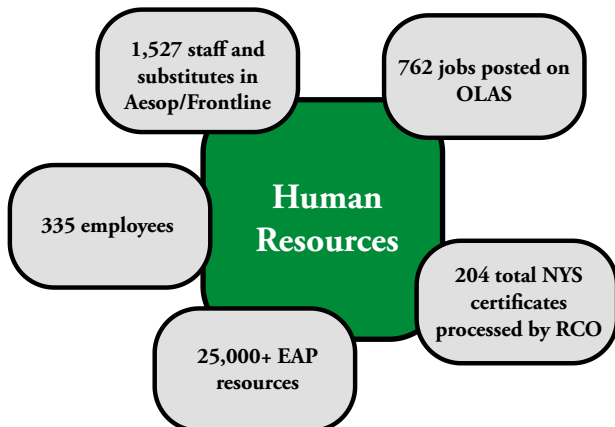 1,527 staff and
substitutes in
Aesop/Frontline
762 jobs posted on
OLAS
Human
Resources
335 employees
204 total NYS
certificates
processed by RCO
25,000+ EAP
resources